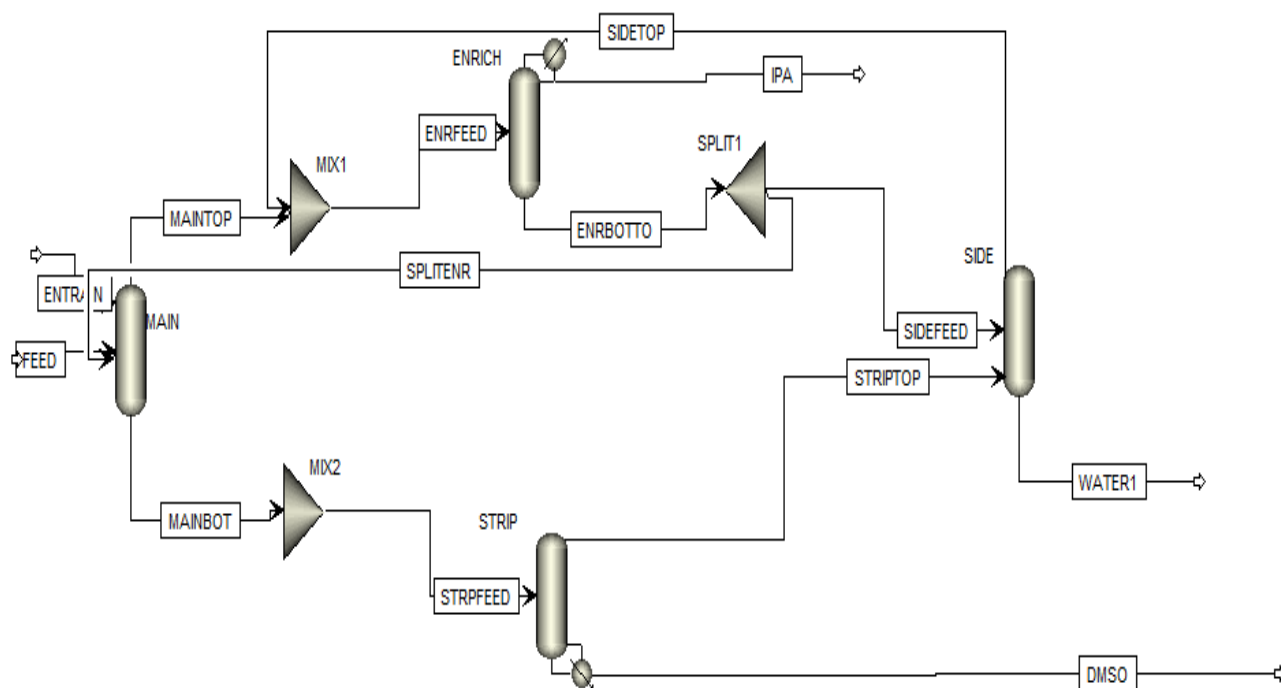 SIDETOP
ENRICH
IPA
ENRFEED
SPLIT1
MIX1
MAINTOP
ENRBOTTO
SIDE
SPLITENR
ENTRA N
MAIN
SIDEFEED
FEED
STRIPTOP
MIX2
WATER1
MAINBOT
STRIP
STRPFEED
DMSO